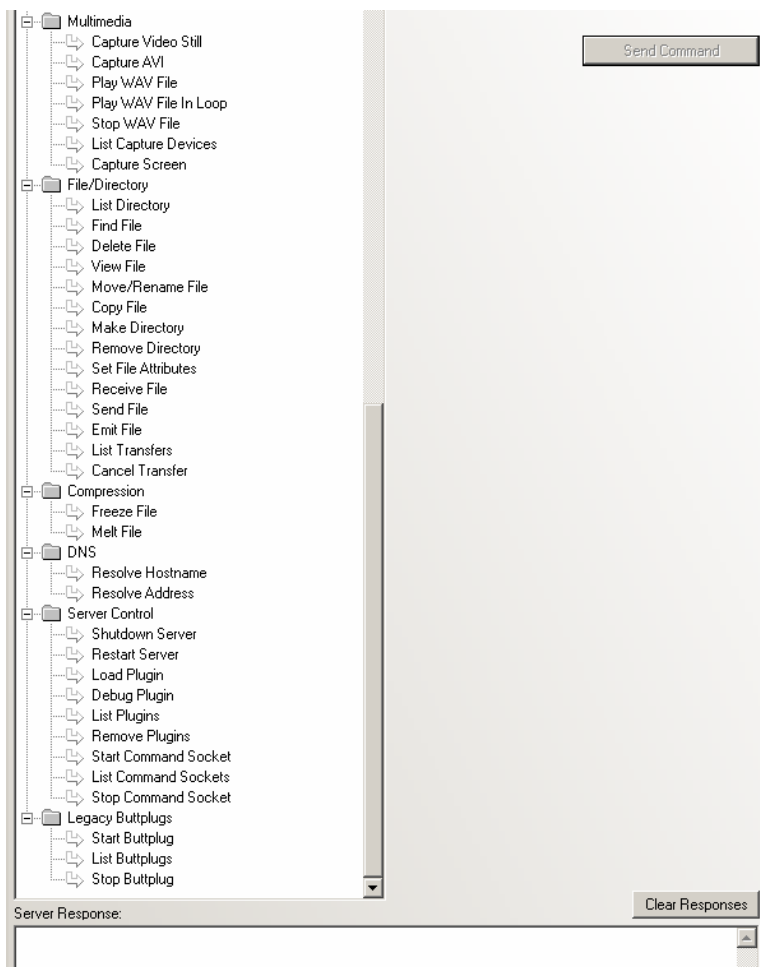 Multimedia
Capture Video Still
Send Command
Capture AVI
Play WAV File
Play WAV File In Loop
Stop WAV File
List Capture Devices
Capture Screen
File/Directory
List Directory
Find File
Delete File
View File
Move/Rename File
Copy File
Make Directory
Remove Directory
Set File Attributes
Receive File
Send File
Emit File
List Transfers
Cancel Transfer
Compression
Freeze File
Melt File
DNS
Resolve Hostname
Resolve Address
Server Control
Shutdown Server
Restart Server
Load Plugin
Debug Plugin
List Plugins
Remove Plugins
Start Command Socket
List Command Sockets
Stop Command Socket
Legacy Buttplugs
Start Buttplug
List Buttplugs
Stop Buttplug
Clear Responses
Server Response: